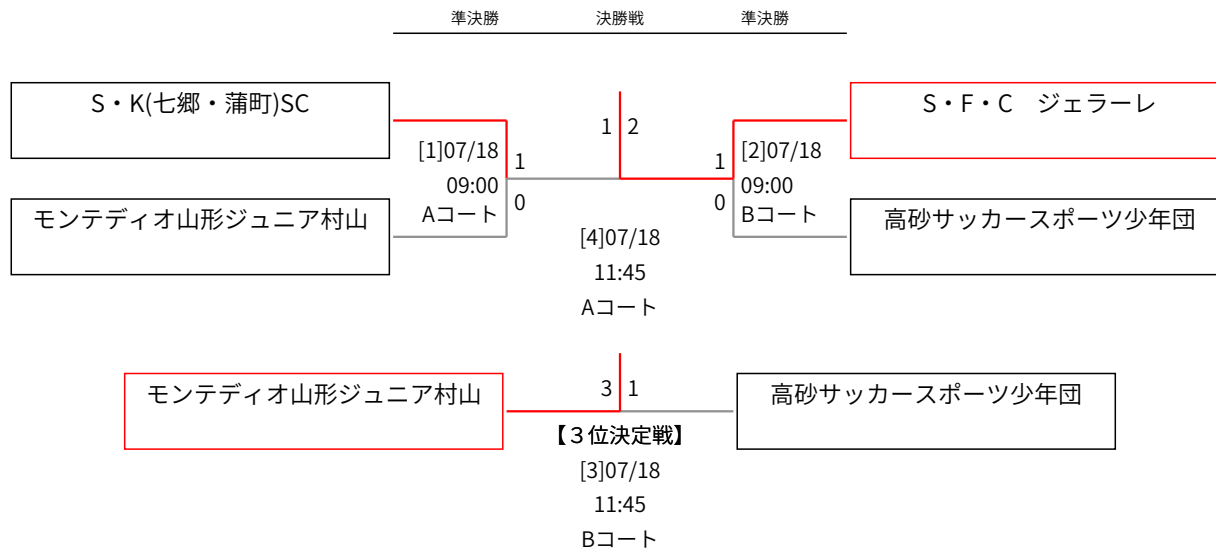 準決勝 決勝戦 準決勝
S・K(七郷・蒲町)SC
S・F・C　ジェラーレ
1 2
[1]07/18
09:00
Aコート
1
0
1
0
[2]07/18
09:00
Bコート
モンテディオ山形ジュニア村山
高砂サッカースポーツ少年団
[4]07/18
11:45
Aコート
モンテディオ山形ジュニア村山
3 1
高砂サッカースポーツ少年団
【３位決定戦】
[3]07/18
11:45
Bコート